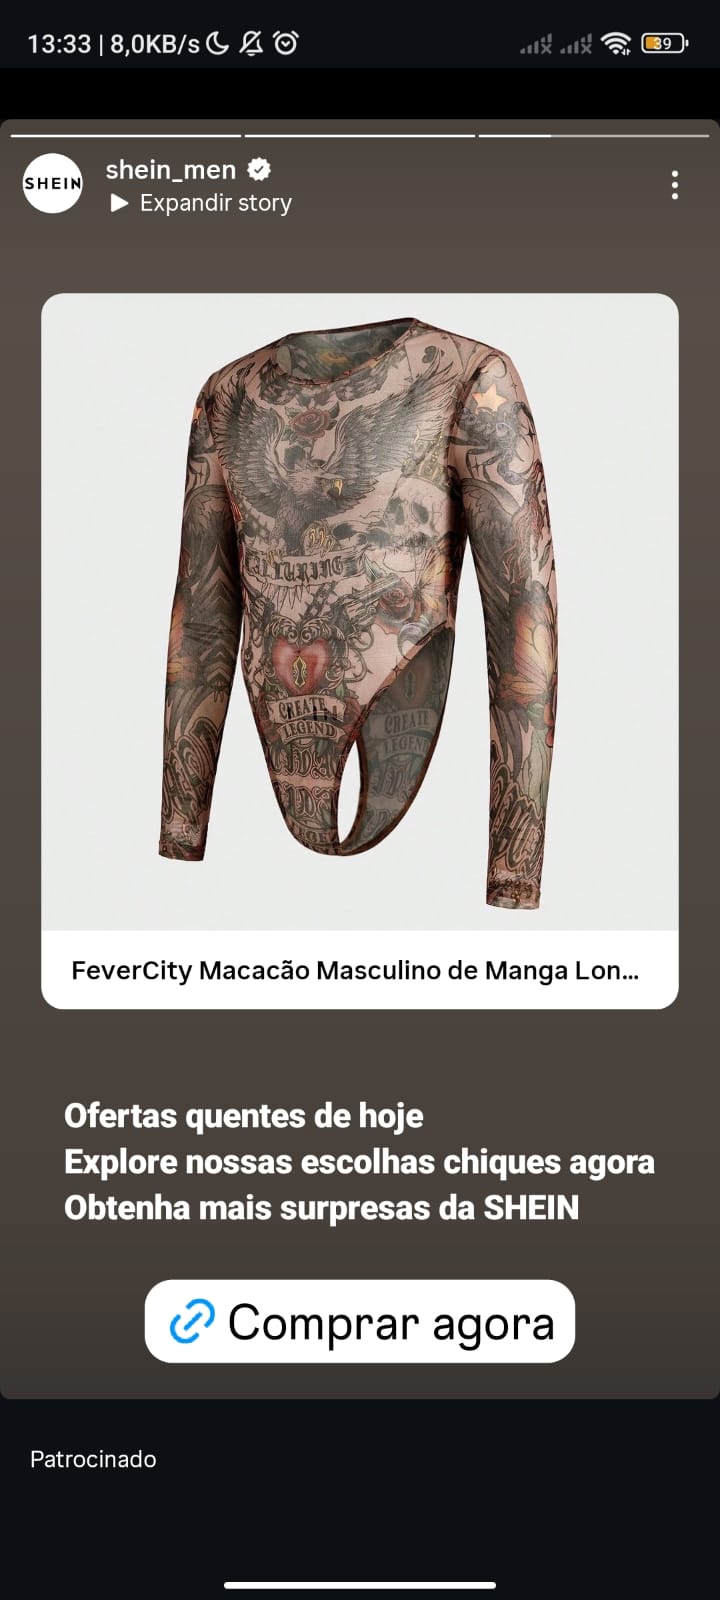 13:33 | 8,0KB/s
39
SHEIN
shein_men
Expandir story
ALLURING
CREATE
LEGEND
CREATE
LEGEND
FeverCity Macacão Masculino de Manga Lon...
Ofertas quentes de hoje
Explore nossas escolhas chiques agora
Obtenha mais surpresas da SHEIN
Comprar agora
Patrocinado